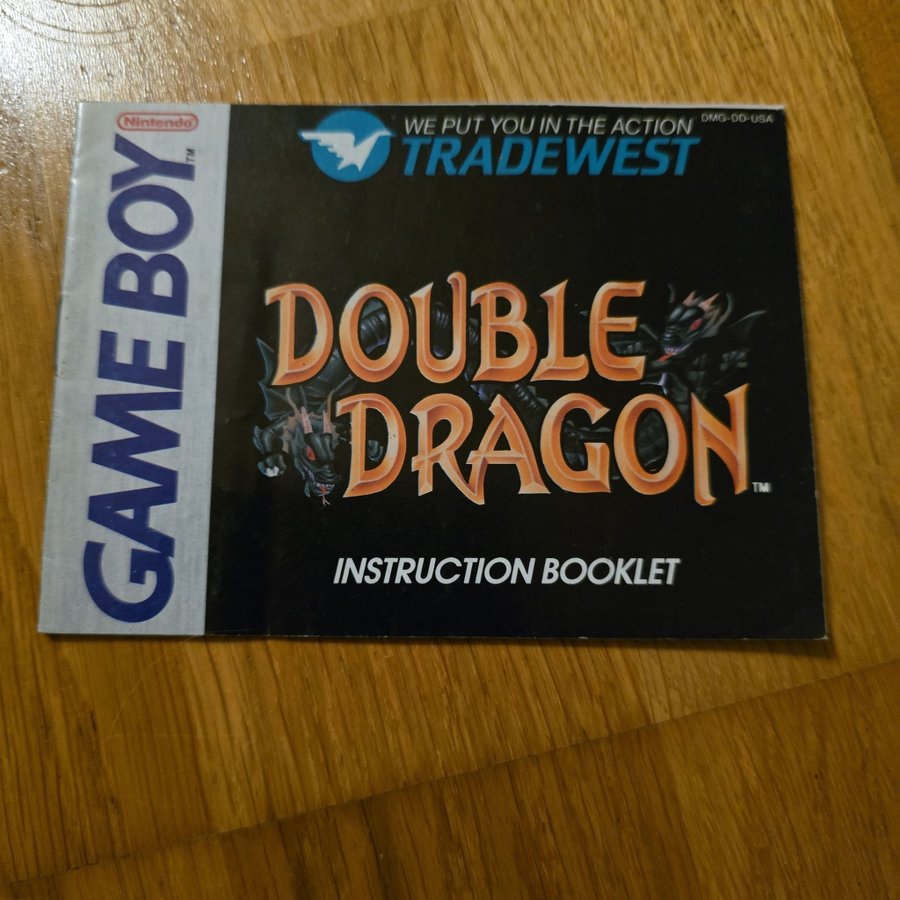 Nintendo
GAME BOY™
WE PUT YOU IN THE ACTION
TRADEWEST
DMG-DD-USA
DOUBLE
DRAGON™
INSTRUCTION BOOKLET